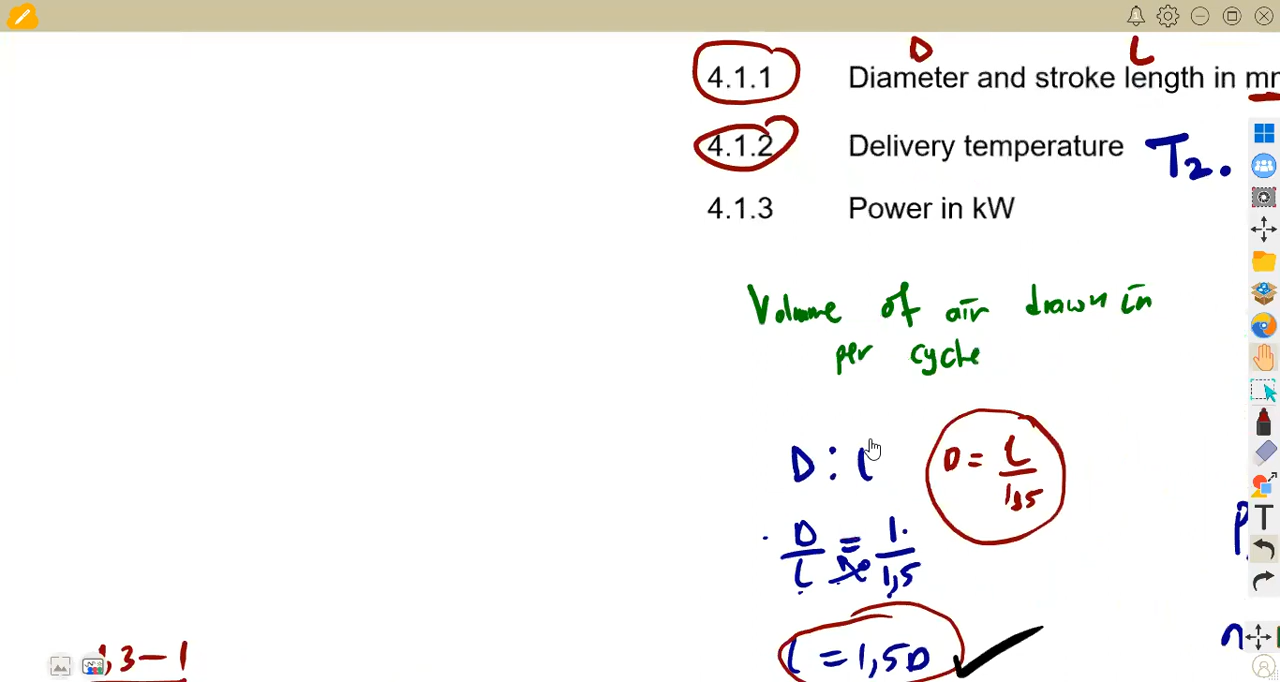 D L
4.1.1 Diameter and stroke length in
4.1.2 Delivery temperature T2.
4.1.3 Power in kW
Volume of air drawn in
per cycle
D : L D = L/1,5
D/L = 1/1,5
L = 1,5D
,3 - 1
T